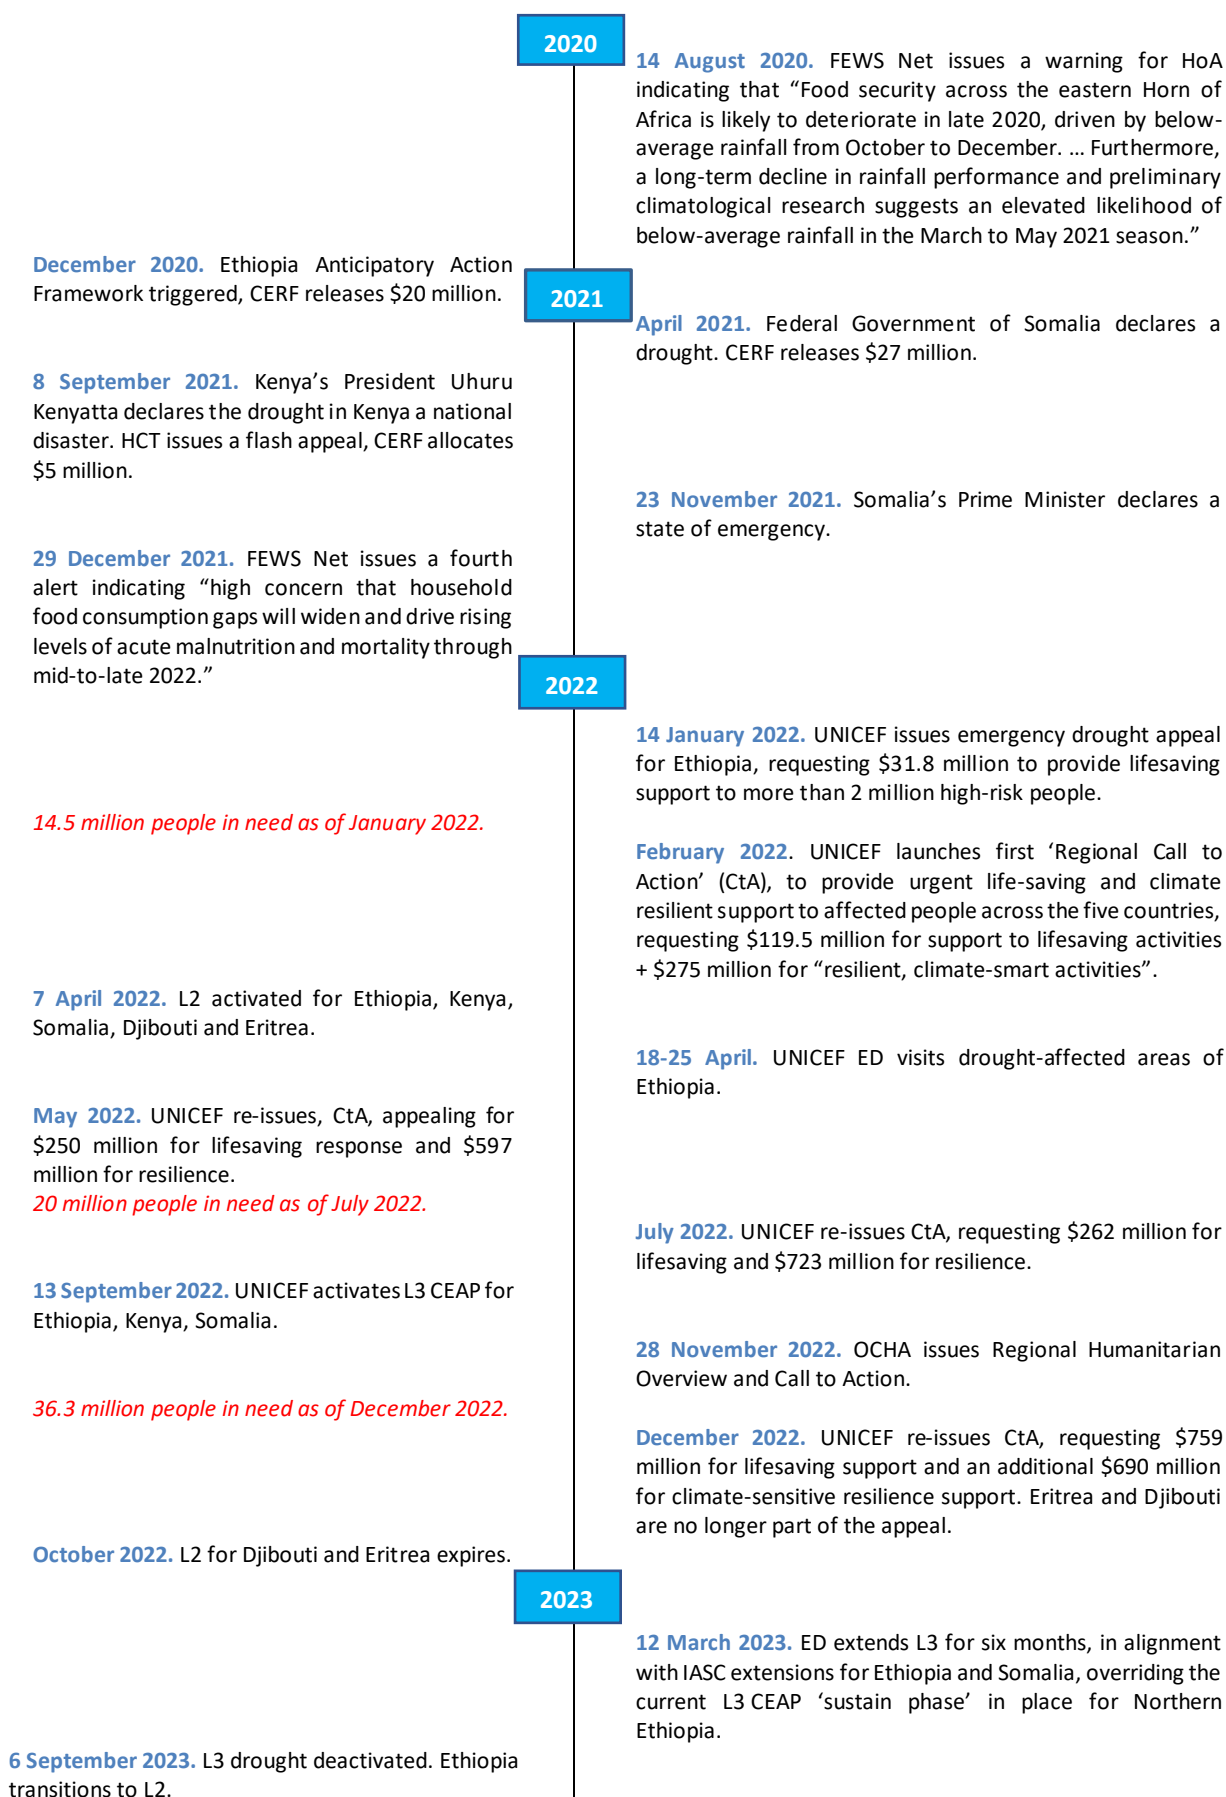 2020
14 August 2020. FEWS Net issues a warning for HoA
indicating that “Food security across the eastern Horn of
Africa is likely to deteriorate in late 2020, driven by below-
average rainfall from October to December. ... Furthermore,
a long-term decline in rainfall performance and preliminary
climatological research suggests an elevated likelihood of
below-average rainfall in the March to May 2021 season.”
December 2020. Ethiopia Anticipatory Action
Framework triggered, CERF releases $20 million.
2021
April 2021. Federal Government of Somalia declares a
drought. CERF releases $27 million.
8 September 2021. Kenya’s President Uhuru
Kenyatta declares the drought in Kenya a national
disaster. HCT issues a flash appeal, CERF allocates
$5 million.
23 November 2021. Somalia’s Prime Minister declares a
state of emergency.
29 December 2021. FEWS Net issues a fourth
alert indicating “high concern that household
food consumption gaps will widen and drive rising
levels of acute malnutrition and mortality through
mid-to-late 2022.”
2022
14 January 2022. UNICEF issues emergency drought appeal
for Ethiopia, requesting $31.8 million to provide lifesaving
support to more than 2 million high-risk people.
14.5 million people in need as of January 2022.
February 2022. UNICEF launches first ‘Regional Call to
Action’ (CtA), to provide urgent life-saving and climate
resilient support to affected people across the five countries,
requesting $119.5 million for support to lifesaving activities
+ $275 million for “resilient, climate-smart activities”.
7 April 2022. L2 activated for Ethiopia, Kenya,
Somalia, Djibouti and Eritrea.
18-25 April. UNICEF ED visits drought-affected areas of
Ethiopia.
May 2022. UNICEF re-issues, CtA, appealing for
$250 million for lifesaving response and $597
million for resilience.
20 million people in need as of July 2022.
July 2022. UNICEF re-issues CtA, requesting $262 million for
lifesaving and $723 million for resilience.
13 September 2022. UNICEF activates L3 CEAP for
Ethiopia, Kenya, Somalia.
28 November 2022. OCHA issues Regional Humanitarian
Overview and Call to Action.
36.3 million people in need as of December 2022.
December 2022. UNICEF re-issues CtA, requesting $759
million for lifesaving support and an additional $690 million
for climate-sensitive resilience support. Eritrea and Djibouti
are no longer part of the appeal.
October 2022. L2 for Djibouti and Eritrea expires.
2023
12 March 2023. ED extends L3 for six months, in alignment
with IASC extensions for Ethiopia and Somalia, overriding the
current L3 CEAP ‘sustain phase’ in place for Northern
Ethiopia.
6 September 2023. L3 drought deactivated. Ethiopia
transitions to L2.